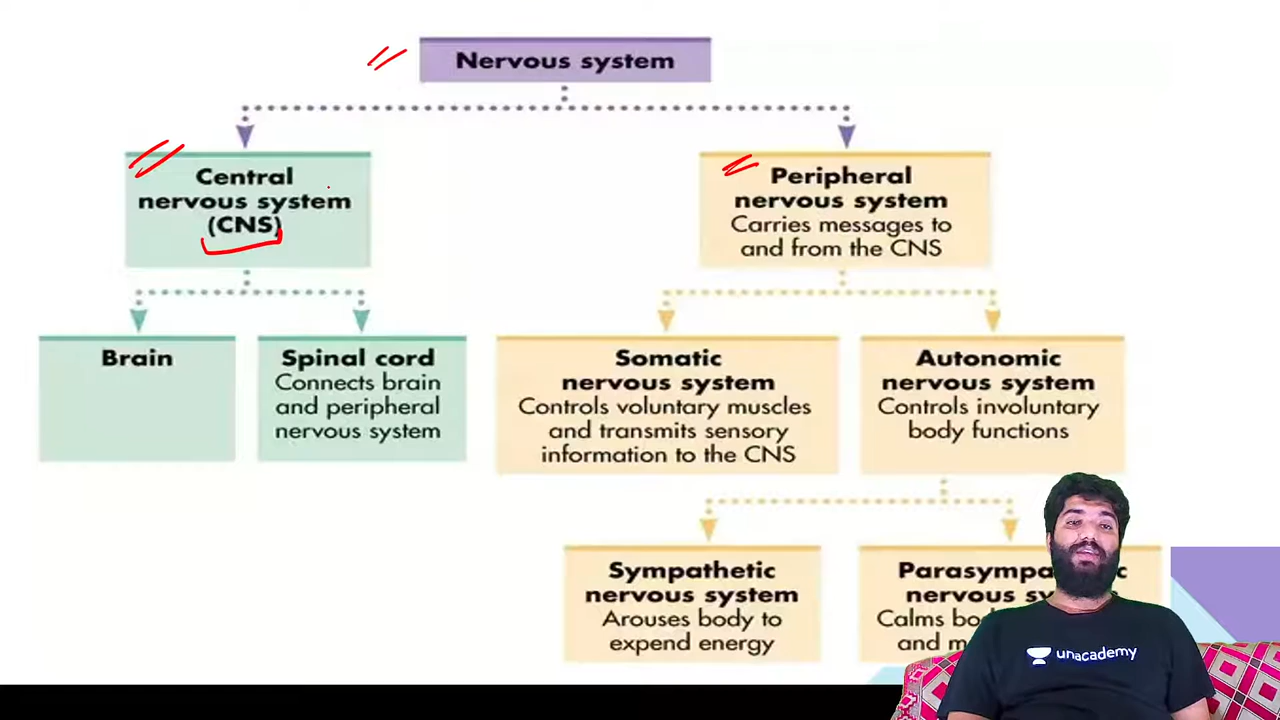 Nervous system
Central
nervous system
(CNS)
Peripheral
nervous system
Carries messages to
and from the CNS
Brain
Spinal cord
Connects brain
and peripheral
nervous system
Somatic
nervous system
Controls voluntary muscles
and transmits sensory
information to the CNS
Autonomic
nervous system
Controls involuntary
body functions
Sympathetic
nervous system
Arouses body to
expend energy
nervous
Calms
and
unacademy